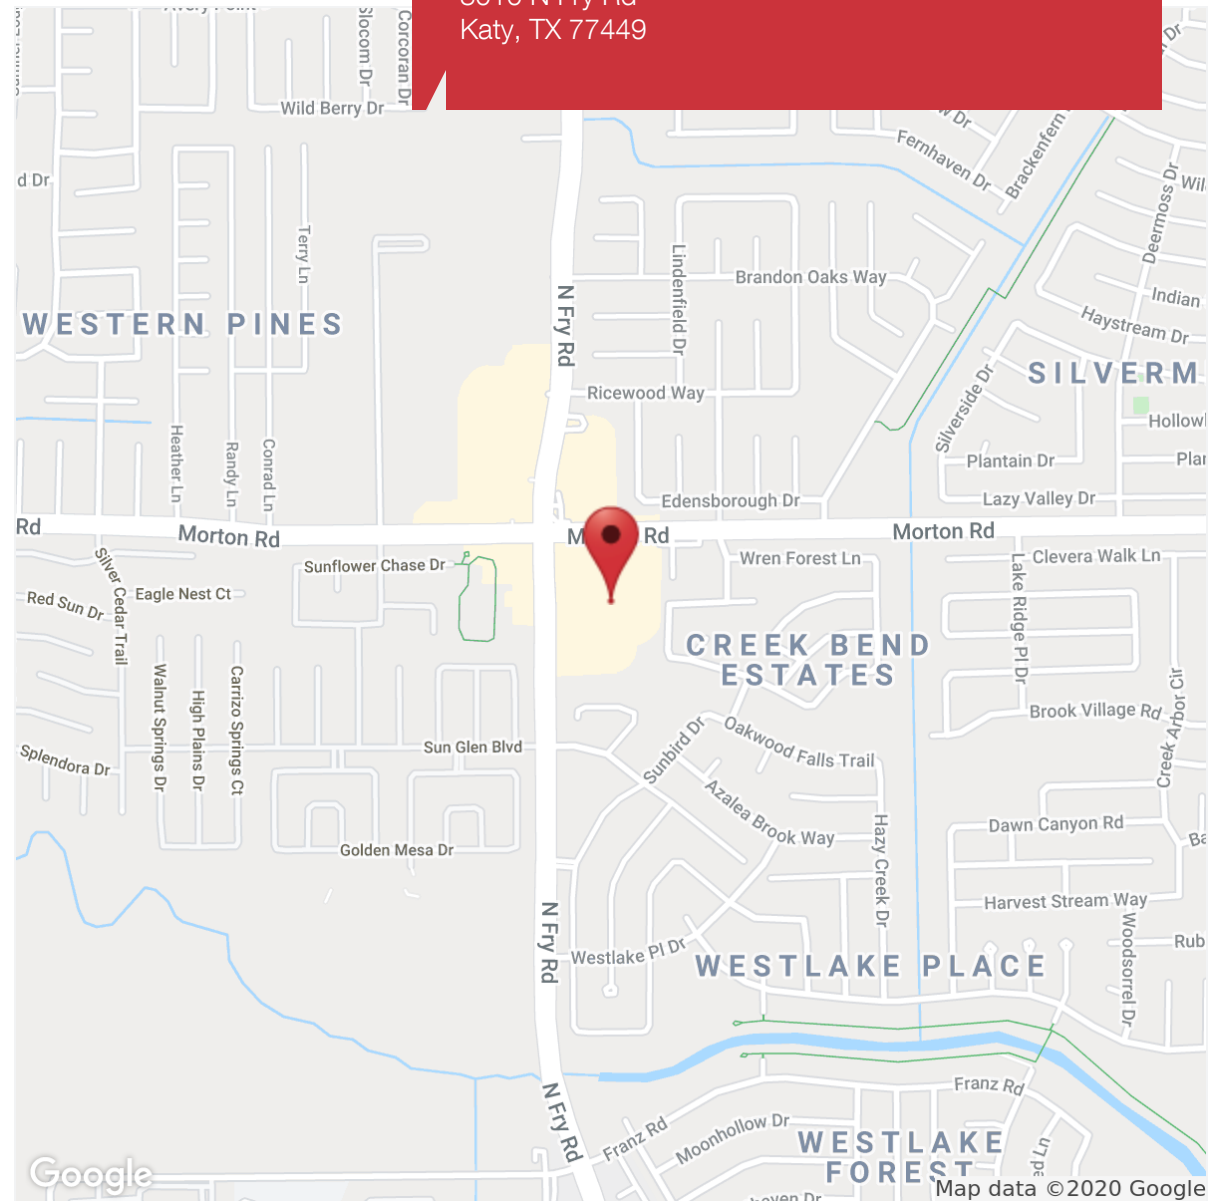 N Fry Rd
Katy, TX 77449
Slocom Dr
Corcoran Dr
Wild Berry Dr
Fernhaven Dr
Brackenfern
Deermoss Dr
d Dr
Terry Ln
Lindenfield Dr
Brandon Oaks Way
Indian
Haystream Dr
WESTERN PINES
N Fry Rd
SILVERM
Ricewood Way
Silverside Dr
Heather Ln
Randy Ln
Conrad Ln
Plantain Dr
Edensborough Dr
Lazy Valley Dr
Rd
Morton Rd
Rd
Morton Rd
Silver Cedar Trail
Sunflower Chase Dr
Wren Forest Ln
Clevera Walk Ln
Lake Ridge Pl Dr
Eagle Nest Ct
Red Sun Dr
CREEK BEND
ESTATES
Walnut Springs Dr
High Plains Dr
Carrizo Springs Ct
Creek Arbor Cir
Brook Village Rd
Sun Glen Blvd
Sunbird Dr
Oakwood Falls Trail
Splendora Dr
Azalea Brook Way
Hazy Creek Dr
Dawn Canyon Rd
Golden Mesa Dr
Harvest Stream Way
Woodsorrel Dr
N Fry Rd
Westlake Pl Dr
WESTLAKE PLACE
Rub
N Fry Rd
Franz Rd
Franz Rd
Moonhollow Dr
WESTLAKE
FOREST
Google
Map data ©2020 Google